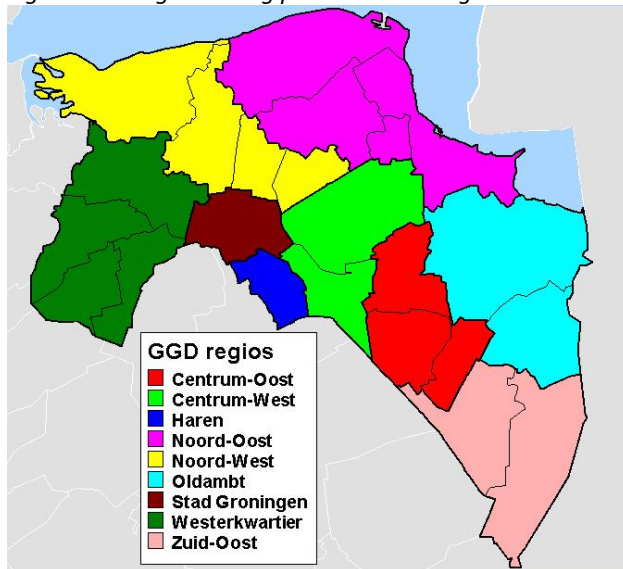 GGD regios
Centrum-Oost
Centrum-West
Haren
Noord-Oost
Noord-West
Oldambt
Stad Groningen
Westerkwartier
Zuid-Oost